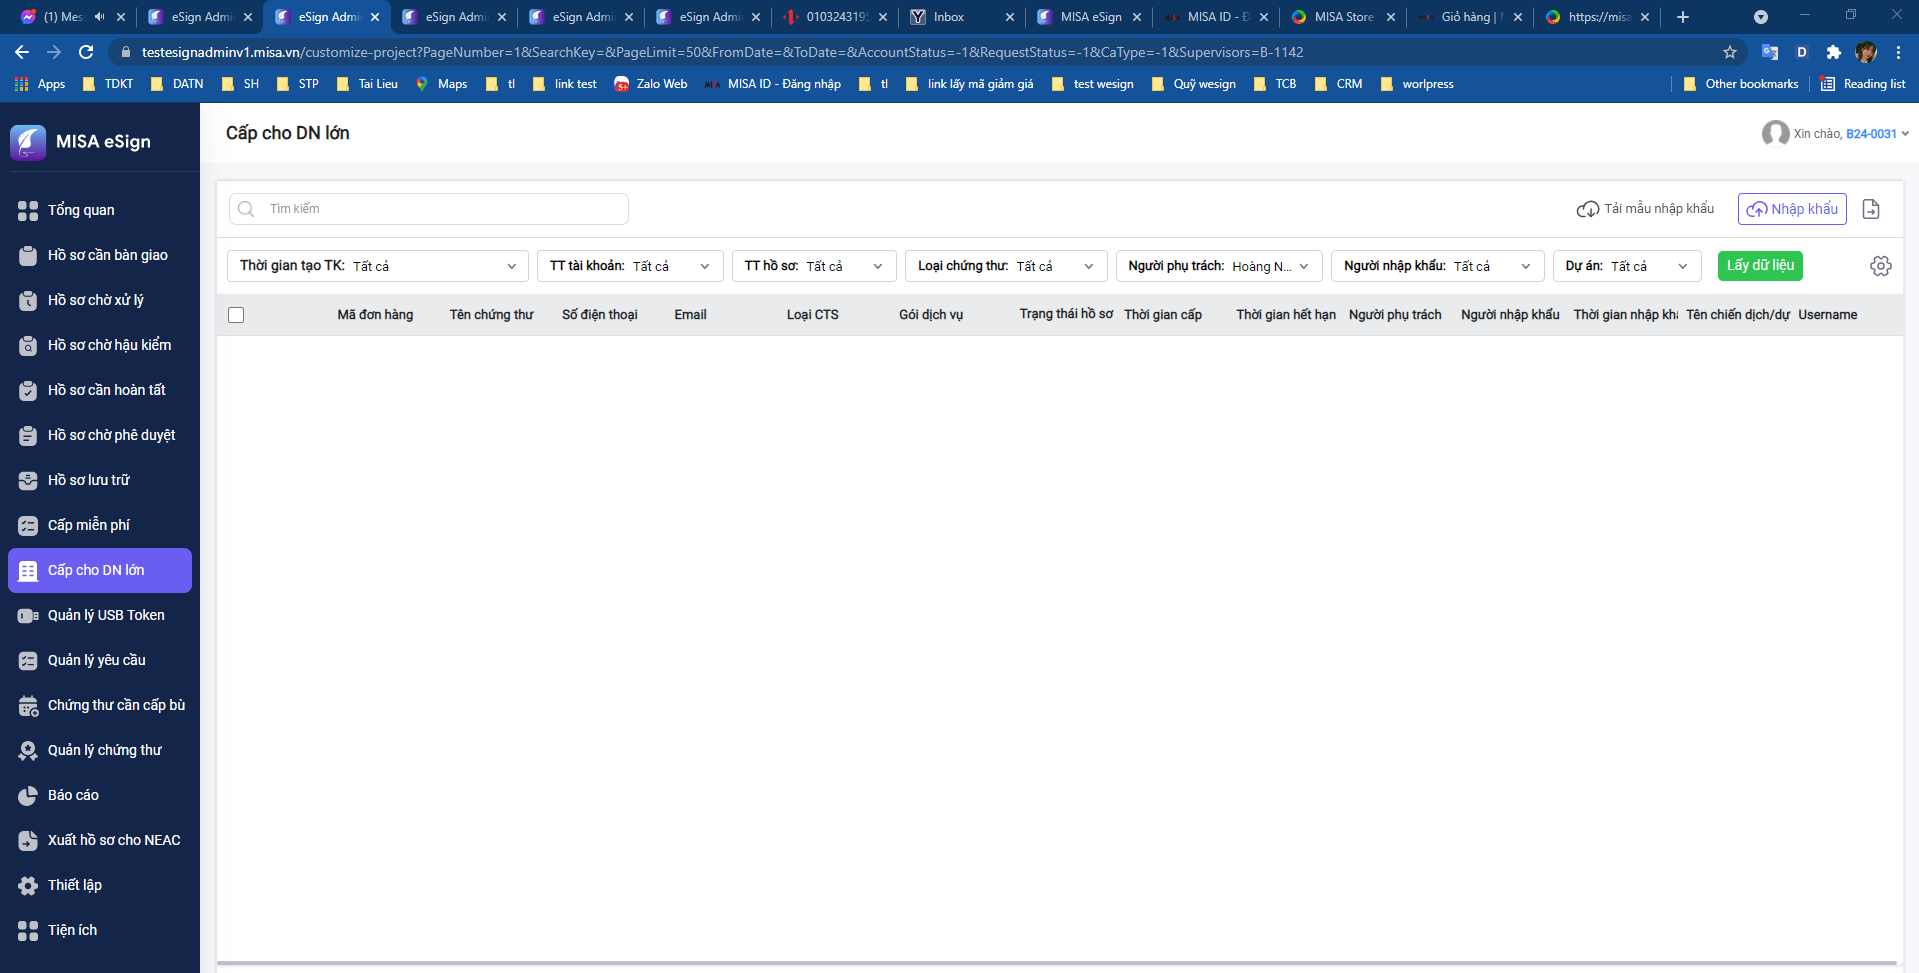 (1) Mess
eSign Admi
eSign Admi
eSign Admi
eSign Admi
eSign Admi
010324319
Inbox
MISA eSign
MISA ID - Đ
MISA Store
Giỏ hàng |
https://misa
testesignadminv1.misa.vn/customize-project?PageNumber=1&SearchKey=&PageLimit=50&FromDate=&ToDate=&AccountStatus=-1&RequestStatus=-1&CaType=-1&Supervisors=B-1142
Apps
TDKT
DATN
SH
STP
Tai Lieu
Maps
tl
link test
Zalo Web
MISA ID - Đăng nhập
tl
link lấy mã giảm giá
test wesign
Quỹ wesign
TCB
CRM
worlpress
Other bookmarks
Reading list
MISA eSign
Cấp cho DN lớn
Xin chào, B24-0031
Tổng quan
Hồ sơ cần bàn giao
Hồ sơ chờ xử lý
Hồ sơ chờ hậu kiểm
Hồ sơ cần hoàn tất
Hồ sơ chờ phê duyệt
Hồ sơ lưu trữ
Cấp miễn phí
Cấp cho DN lớn
Quản lý USB Token
Quản lý yêu cầu
Chứng thư cần cấp bù
Quản lý chứng thư
Báo cáo
Xuất hồ sơ cho NEAC
Thiết lập
Tiện ích
Tìm kiếm
Tải mẫu nhập khẩu
Nhập khẩu
Thời gian tạo TK: Tất cả
TT tài khoản: Tất cả
TT hồ sơ: Tất cả
Loại chứng thư: Tất cả
Người phụ trách: Hoàng N...
Người nhập khẩu: Tất cả
Dự án: Tất cả
Lấy dữ liệu
Mã đơn hàng
Tên chứng thư
Số điện thoại
Email
Loại CTS
Gói dịch vụ
Trạng thái hồ sơ
Thời gian cấp
Thời gian hết hạn
Người phụ trách
Người nhập khẩu
Thời gian nhập khẩ
Tên chiến dịch/dự
Username